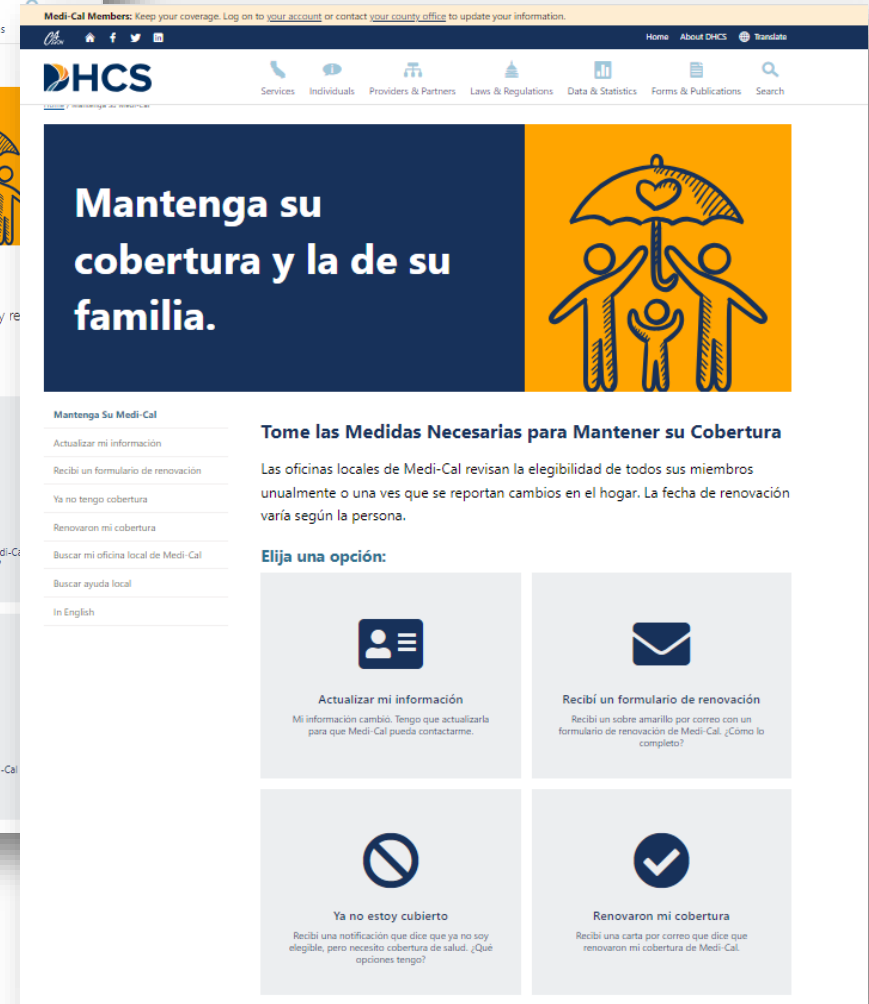 Medi-Cal Members: Keep your coverage. Log on to your account or contact your county office to update your information.
CA.GOV
Home About DHCS Translate
DHCS
Services Individuals Providers & Partners Laws & Regulations Data & Statistics Forms & Publications Search
Home / Mantenga Su Medi-Cal
Mantenga su
cobertura y la de su
familia.
Mantenga Su Medi-Cal
Actualizar mi información
Recibí un formulario de renovación
Ya no tengo cobertura
Renovaron mi cobertura
Buscar mi oficina local de Medi-Cal
Buscar ayuda local
In English
Tome las Medidas Necesarias para Mantener su Cobertura
Las oficinas locales de Medi-Cal revisan la elegibilidad de todos sus miembros
unualmente o una ves que se reportan cambios en el hogar. La fecha de renovación
varía según la persona.
Elija una opción:
Actualizar mi información
Mi información cambió. Tengo que actualizarla
para que Medi-Cal pueda contactarme.
Recibí un formulario de renovación
Recibí un sobre amarillo por correo con un
formulario de renovación de Medi-Cal. ¿Cómo lo
completo?
Ya no estoy cubierto
Recibí una notificación que dice que ya no soy
elegible, pero necesito cobertura de salud. ¿Qué
opciones tengo?
Renovaron mi cobertura
Recibí una carta por correo que dice que
renovaron mi cobertura de Medi-Cal.
y re
-Cal